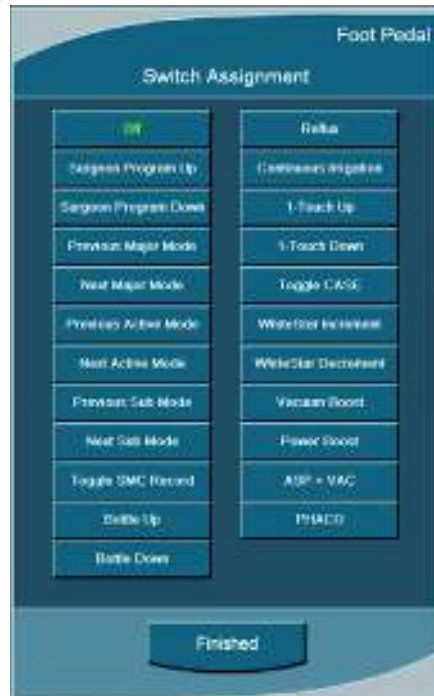 Foot Pedal
Switch Assignment
Off
Surgeon Program Up
Surgeon Program Down
Previous Major Mode
Next Major Mode
Previous Active Mode
Next Active Mode
Previous Sub Mode
Next Sub Mode
Toggle SMC Record
Bottle Up
Bottle Down
Reflux
Continuous Irrigation
1-Touch Up
1-Touch Down
Toggle CASE
WhiteStar Increment
WhiteStar Decrement
Vacuum Boost
Power Boost
ASP + VAC
PHACO
Finished